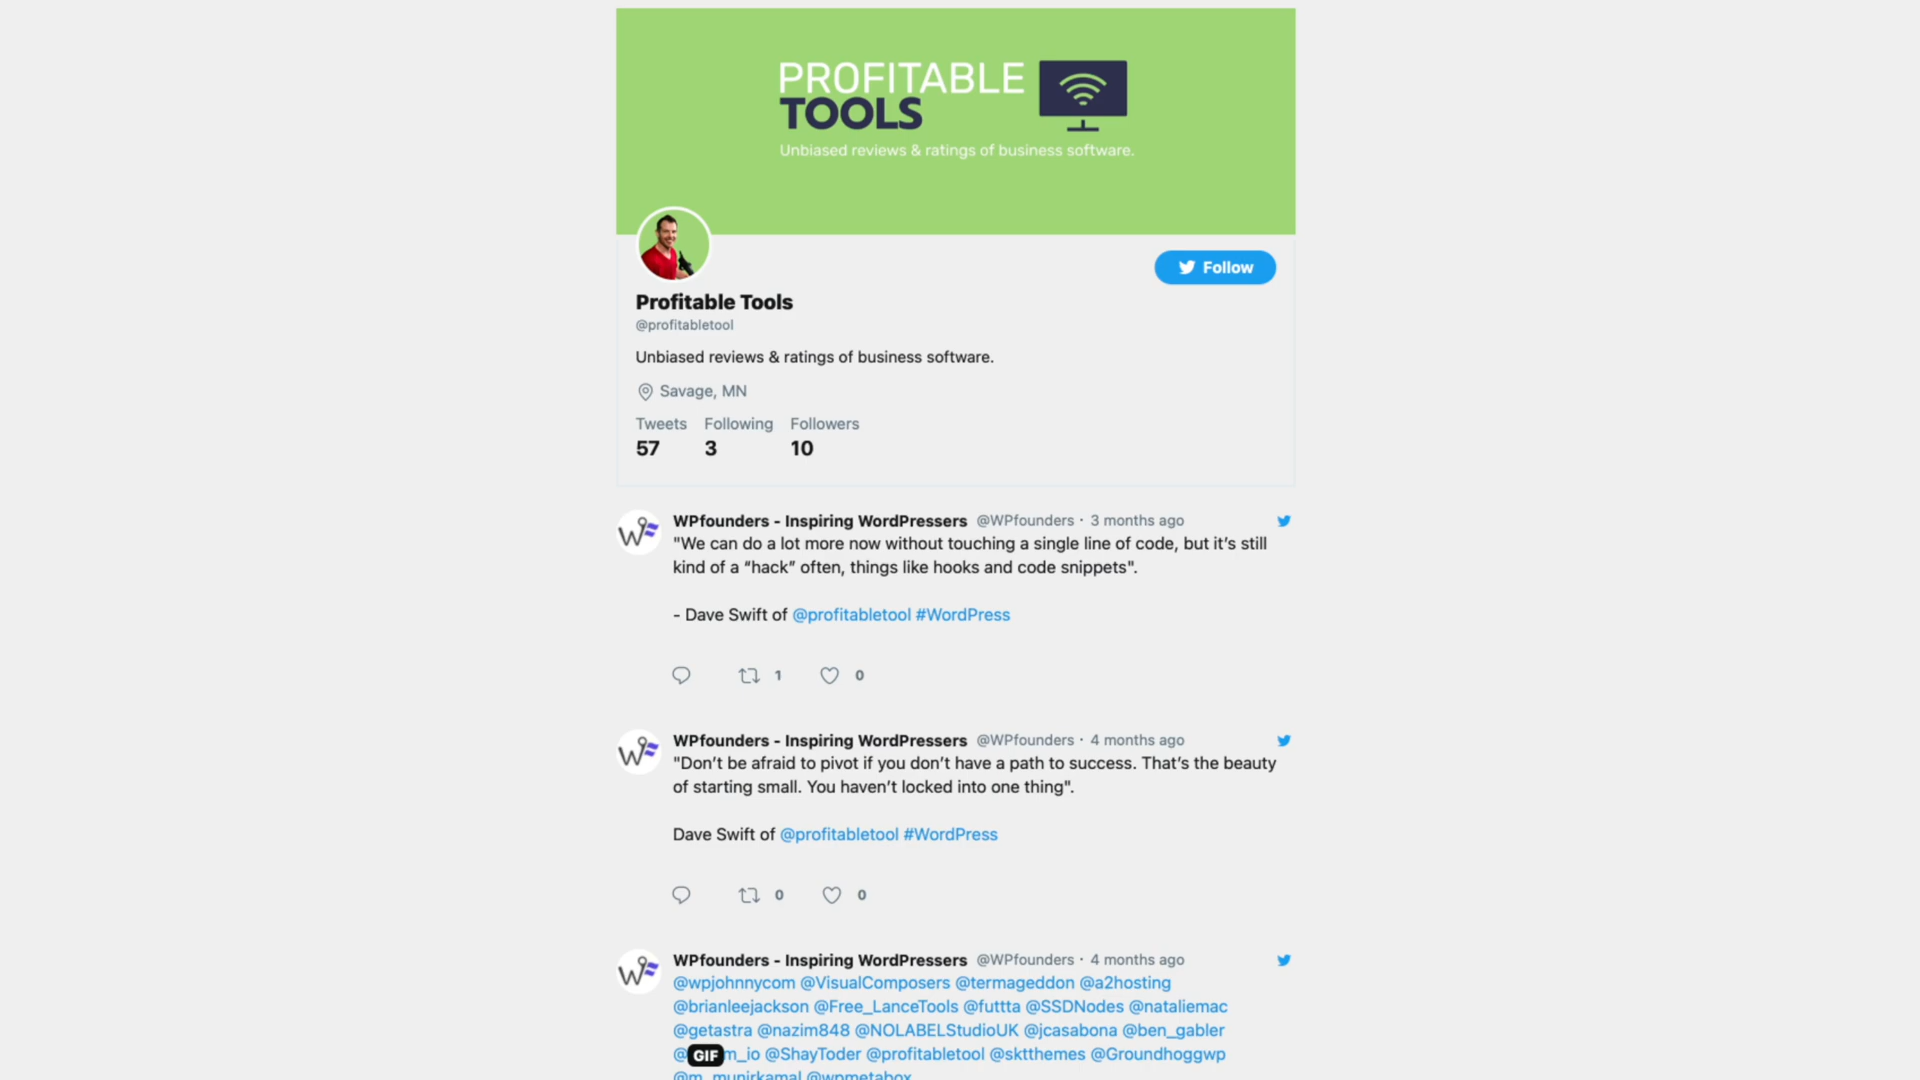 PROFITABLE
TOOLS
Unbiased reviews & ratings of business software.
Follow
Profitable Tools
@profitabletool
Unbiased reviews & ratings of business software.
Savage, MN
Tweets Following Followers
57 3 10
WPfounders - Inspiring WordPressers @WPfounders · 3 months ago
"We can do a lot more now without touching a single line of code, but it’s still
kind of a “hack” often, things like hooks and code snippets".
- Dave Swift of @profitabletool #WordPress
1 0
WPfounders - Inspiring WordPressers @WPfounders · 4 months ago
"Don’t be afraid to pivot if you don’t have a path to success. That’s the beauty
of starting small. You haven’t locked into one thing".
Dave Swift of @profitabletool #WordPress
0 0
WPfounders - Inspiring WordPressers @WPfounders · 4 months ago
@wpjohnnycom @VisualComposers @termageddon @a2hosting
@brianleejackson @Free_LanceTools @futtta @SSDNodes @nataliemac
@getastra @nazim848 @NOLABELStudioUK @jcasabona @ben_gabler
@ GIF m_io @ShayToder @profitabletool @sktthemes @Groundhoggwp
@m_munirkamal @wpmetabox